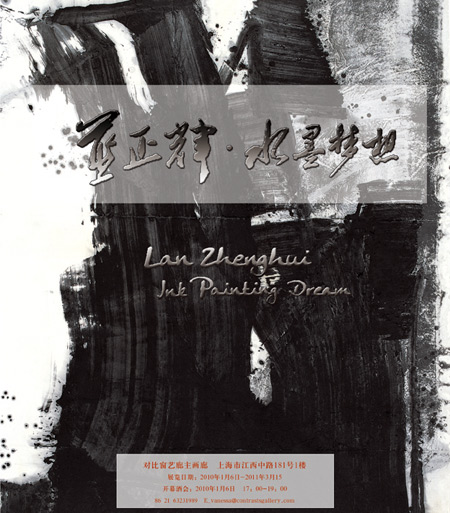 蓝正辉·水墨梦想
Lan Zhenghui
Ink Painting Dream
对比窗艺廊主画廊 上海市江西中路181号1楼
展览日期：2010年1月6日-2011年3月15
开幕酒会：2010年1月6日 17：00-19：00
86 21 63231989 E vanessa@contrastsgallery.com